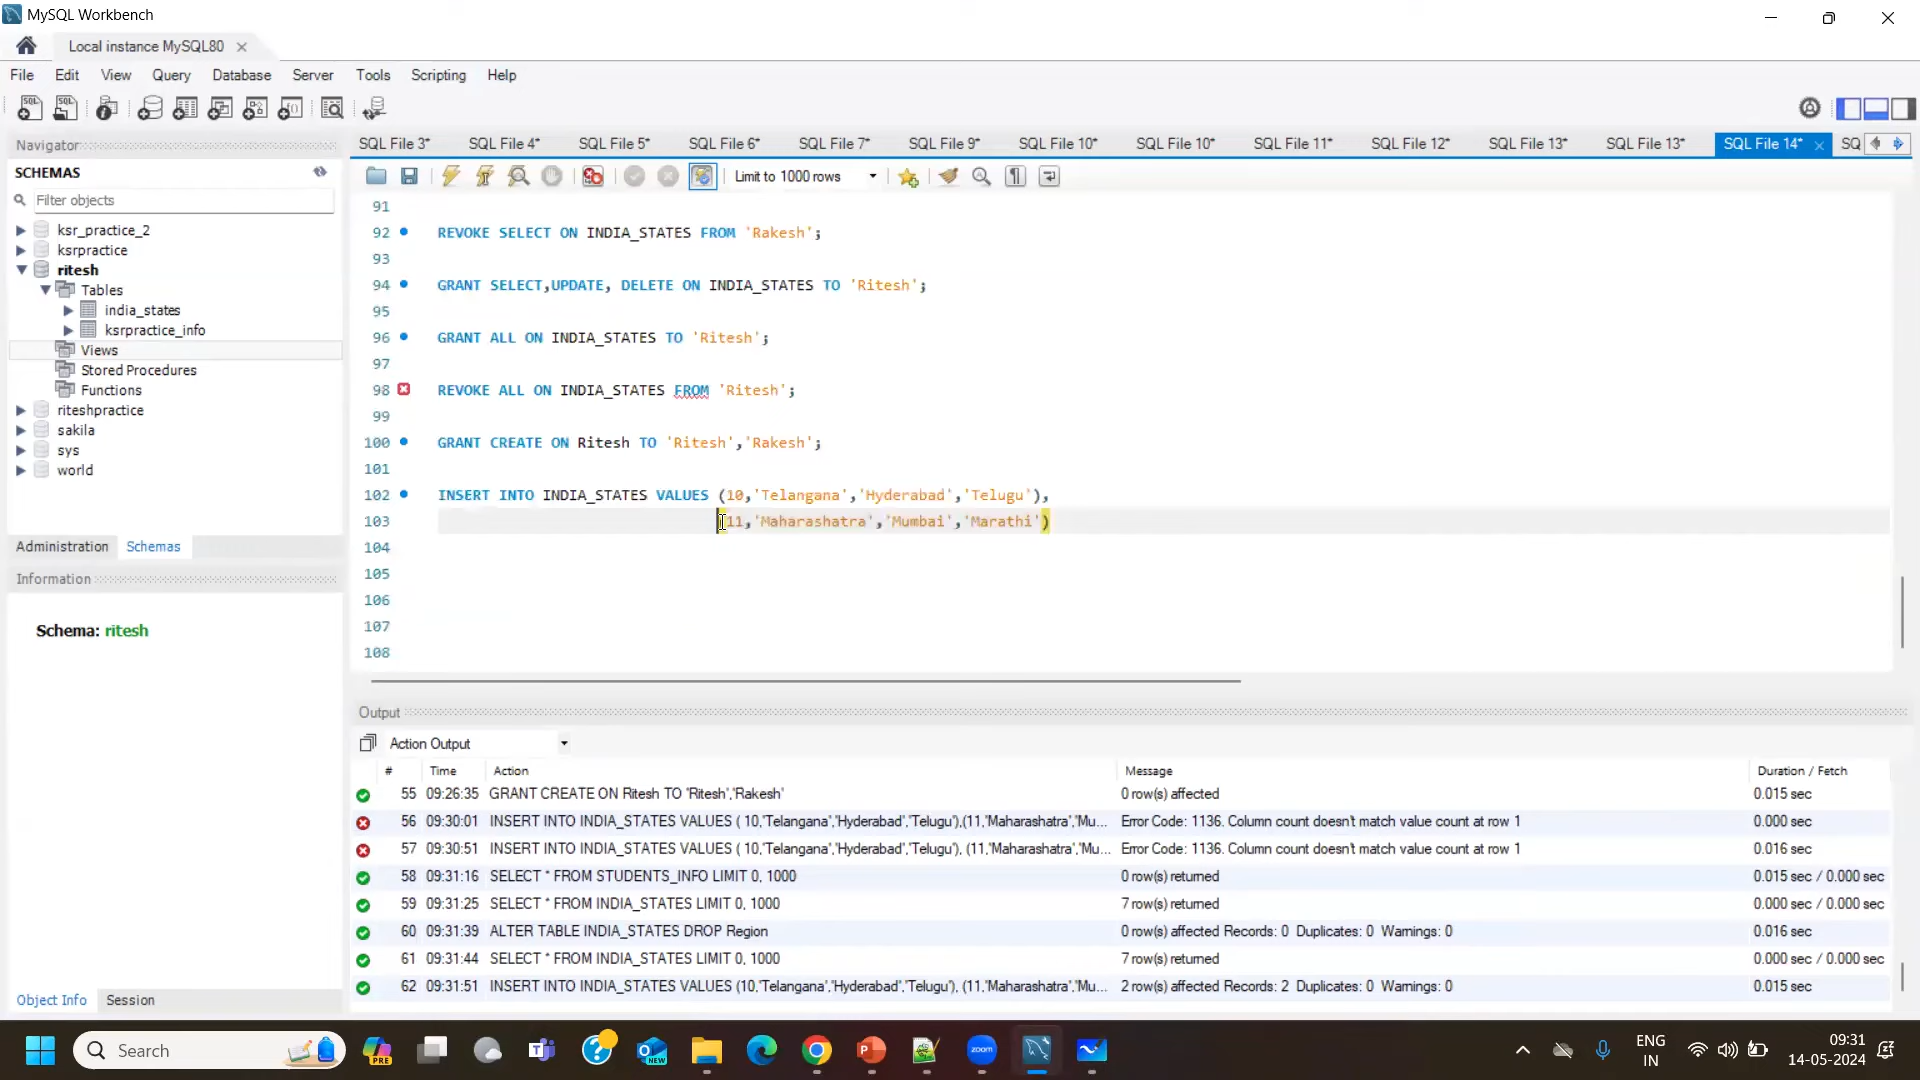 MySQL Workbench
Local instance MySQL80
File Edit View Query Database Server Tools Scripting Help
Navigator
SCHEMAS
Filter objects
ksr_practice_2
ksrpractice
ritesh
Tables
india_states
ksrpractice_info
Views
Stored Procedures
Functions
riteshpractice
sakila
sys
world
Administration Schemas
Information
Schema: ritesh
Object Info Session
SQL File 3* SQL File 4* SQL File 5* SQL File 6* SQL File 7* SQL File 9* SQL File 10* SQL File 10* SQL File 11* SQL File 12* SQL File 13* SQL File 13* SQL File 14* SQ
Limit to 1000 rows
91
92 REVOKE SELECT ON INDIA_STATES FROM 'Rakesh';
93
94 GRANT SELECT,UPDATE, DELETE ON INDIA_STATES TO 'Ritesh';
95
96 GRANT ALL ON INDIA_STATES TO 'Ritesh';
97
98 REVOKE ALL ON INDIA_STATES FROM 'Ritesh';
99
100 GRANT CREATE ON Ritesh TO 'Ritesh','Rakesh';
101
102 INSERT INTO INDIA_STATES VALUES (10,'Telangana','Hyderabad','Telugu'),
103 (11,'Maharashatra','Mumbai','Marathi')
104
105
106
107
108
Output
Action Output
# Time Action Message Duration / Fetch
55 09:26:35 GRANT CREATE ON Ritesh TO 'Ritesh','Rakesh' 0 row(s) affected 0.015 sec
56 09:30:01 INSERT INTO INDIA_STATES VALUES ( 10,'Telangana','Hyderabad','Telugu'),(11,'Maharashatra','Mu... Error Code: 1136. Column count doesn't match value count at row 1 0.000 sec
57 09:30:51 INSERT INTO INDIA_STATES VALUES ( 10,'Telangana','Hyderabad','Telugu'), (11,'Maharashatra','Mu... Error Code: 1136. Column count doesn't match value count at row 1 0.016 sec
58 09:31:16 SELECT * FROM STUDENTS_INFO LIMIT 0, 1000 0 row(s) returned 0.015 sec / 0.000 sec
59 09:31:25 SELECT * FROM INDIA_STATES LIMIT 0, 1000 7 row(s) returned 0.000 sec / 0.000 sec
60 09:31:39 ALTER TABLE INDIA_STATES DROP Region 0 row(s) affected Records: 0 Duplicates: 0 Warnings: 0 0.016 sec
61 09:31:44 SELECT * FROM INDIA_STATES LIMIT 0, 1000 7 row(s) returned 0.000 sec / 0.000 sec
62 09:31:51 INSERT INTO INDIA_STATES VALUES (10,'Telangana','Hyderabad','Telugu'), (11,'Maharashatra','Mu... 2 row(s) affected Records: 2 Duplicates: 0 Warnings: 0 0.015 sec
Search
PRE
NEW
zoom
ENG
IN
09:31
14-05-2024